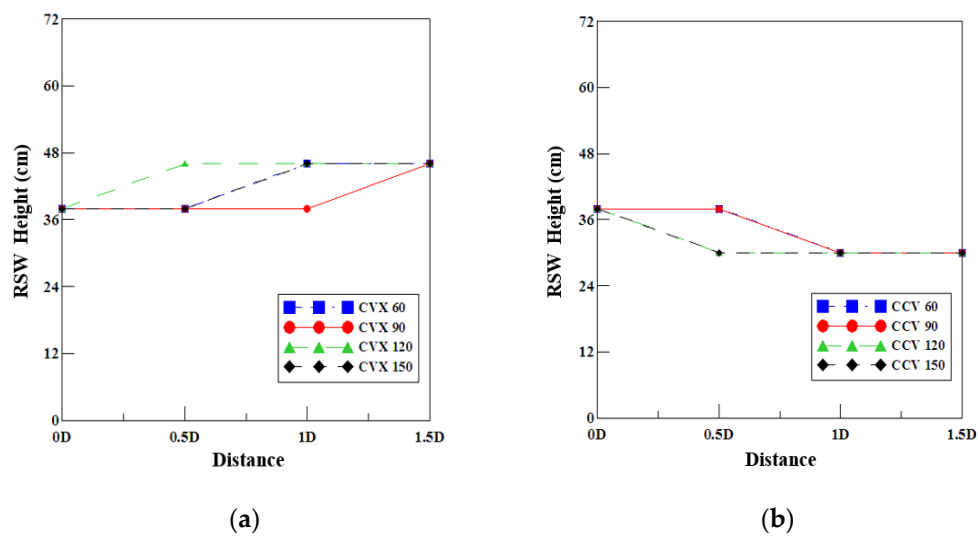 72
60
48
36
24
12
0
RSW Height (cm)
CVX 60
CVX 90
CVX 120
CVX 150
0D 0.5D 1D 1.5D
Distance
(a)
72
60
48
36
24
12
0
RSW Height (cm)
CCV 60
CCV 90
CCV 120
CCV 150
0D 0.5D 1D 1.5D
Distance
(b)